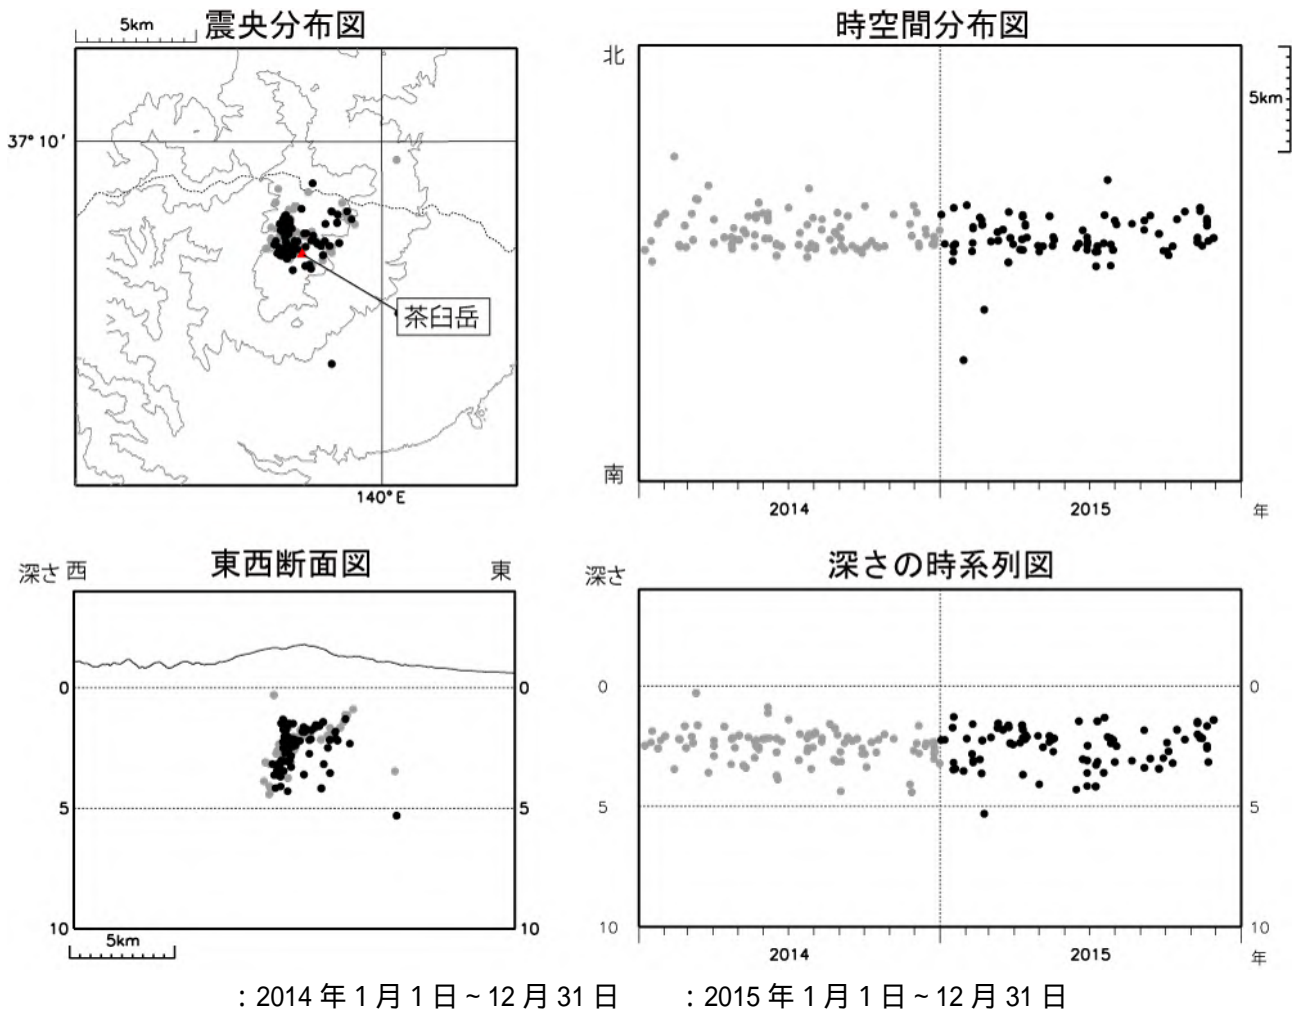 震央分布図
5km
37° 10'
茶臼岳
140° E
時空間分布図
北
5km
南
2014
2015
年
東西断面図
深さ 西
東
0
0
5
5
10
10
5km
深さの時系列図
深さ
0
0
5
5
10
10
2014
2015
年
：2014 年 1 月 1 日 ~ 12 月 31 日
：2015 年 1 月 1 日 ~ 12 月 31 日